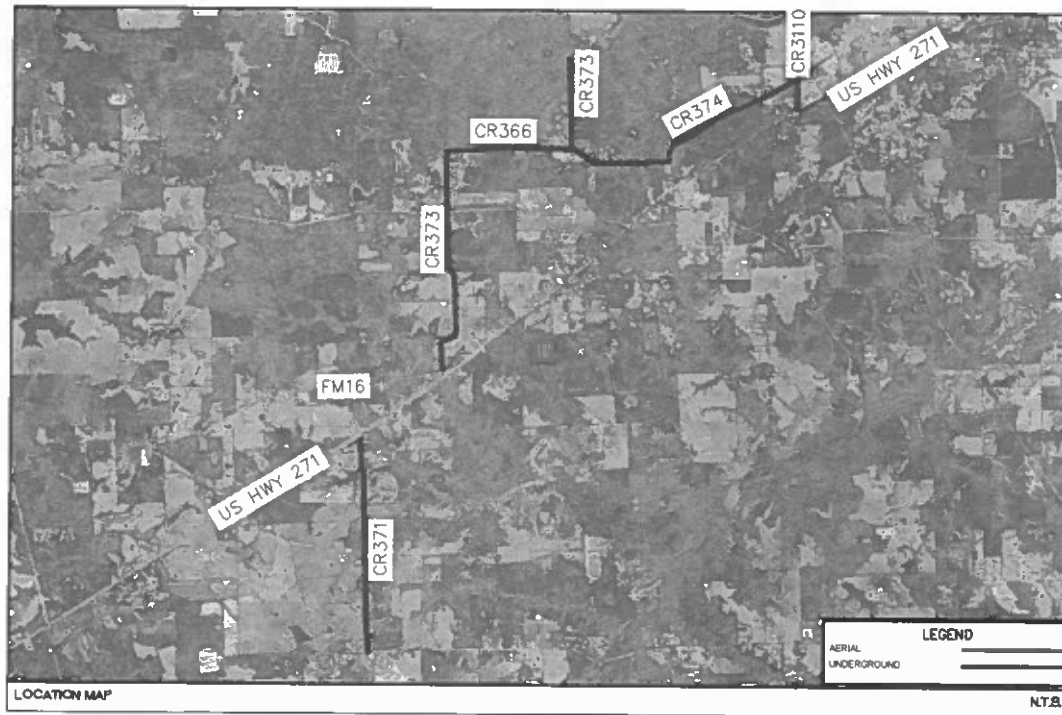 CR3110
US HWY 271
CR373
CR374
CR366
CR373
FM16
US HWY 271
CR371
LEGEND
AERIAL
UNDERGROUND
LOCATION MAP
N.T.S.